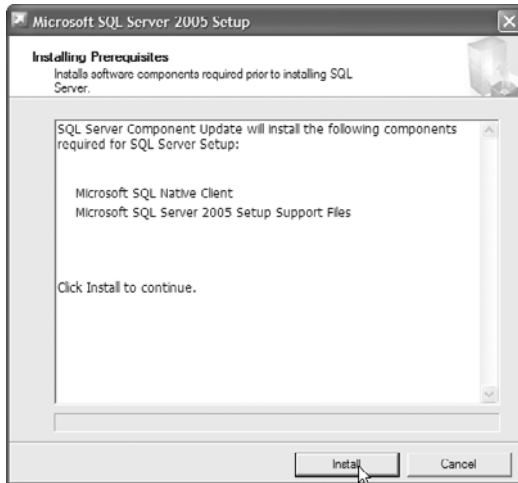 Microsoft SQL Server 2005 Setup
Installing Prerequisites
Installs software components required prior to installing SQL
Server.
SQL Server Component Update will install the following components
required for SQL Server Setup:
Microsoft SQL Native Client
Microsoft SQL Server 2005 Setup Support Files
Click Install to continue.
Install
Cancel